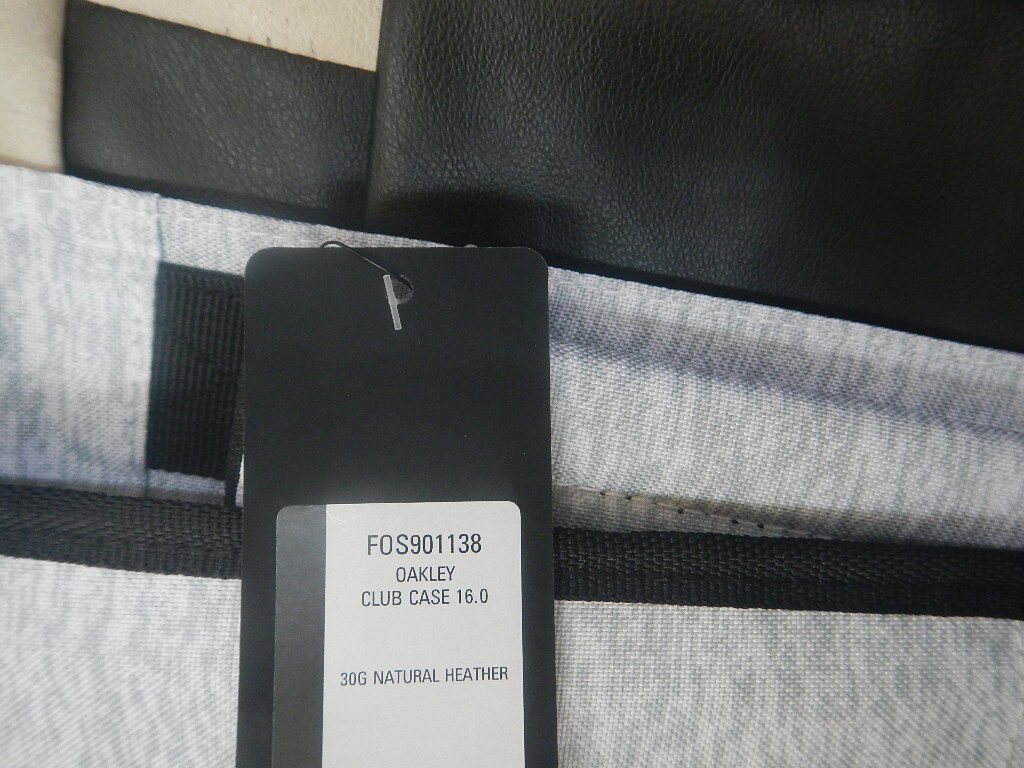 FOS901138
OAKLEY
CLUB CASE 16.0
30G NATURAL HEATHER